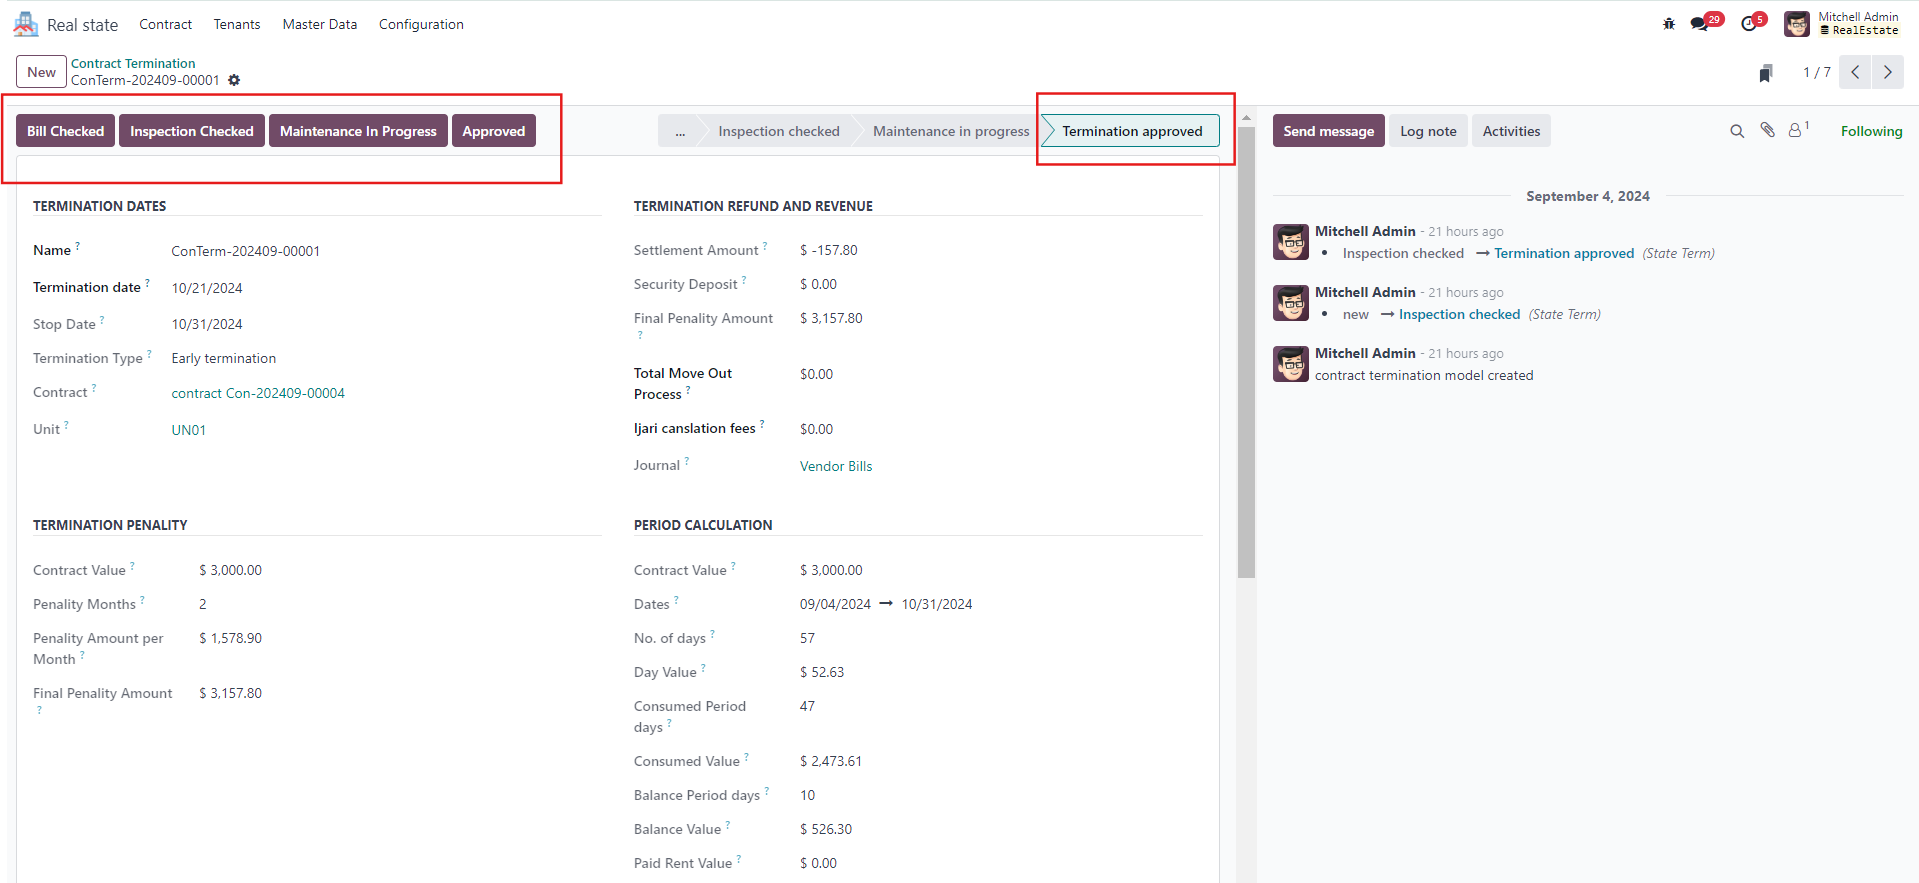 Real state Contract Tenants Master Data Configuration 29 5 Mitchell Admin
RealEstate
New Contract Termination
ConTerm-202409-00001 1 / 7
Bill Checked Inspection Checked Maintenance In Progress Approved ... Inspection checked Maintenance in progress Termination approved
Send message Log note Activities 1 Following
TERMINATION DATES
Name ? ConTerm-202409-00001
Termination date ? 10/21/2024
Stop Date ? 10/31/2024
Termination Type ? Early termination
Contract ? contract Con-202409-00004
Unit ? UN01
TERMINATION REFUND AND REVENUE
Settlement Amount ? $ -157.80
Security Deposit ? $ 0.00
Final Penality Amount $ 3,157.80
?
Total Move Out $0.00
Process ?
Ijari canslation fees ? $0.00
Journal ? Vendor Bills
TERMINATION PENALITY
Contract Value ? $ 3,000.00
Penality Months ? 2
Penality Amount per $ 1,578.90
Month ?
Final Penality Amount $ 3,157.80
?
PERIOD CALCULATION
Contract Value ? $ 3,000.00
Dates ? 09/04/2024 → 10/31/2024
No. of days ? 57
Day Value ? $ 52.63
Consumed Period 47
days ?
Consumed Value ? $ 2,473.61
Balance Period days ? 10
Balance Value ? $ 526.30
Paid Rent Value ? $ 0.00
September 4, 2024
Mitchell Admin - 21 hours ago
• Inspection checked → Termination approved (State Term)
Mitchell Admin - 21 hours ago
• new → Inspection checked (State Term)
Mitchell Admin - 21 hours ago
contract termination model created